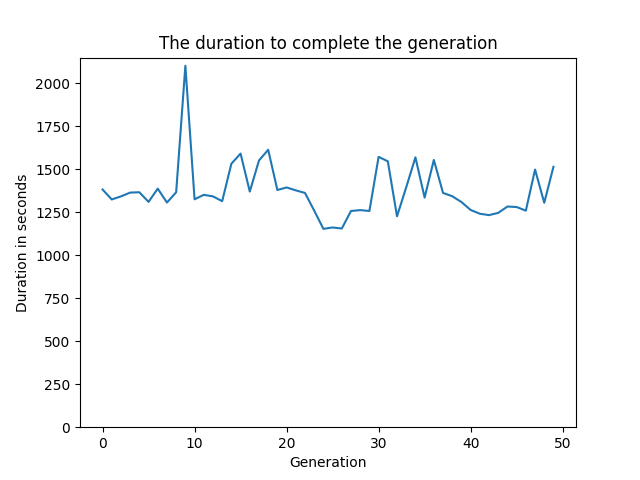 The duration to complete the generation
Duration in seconds
2000
1750
1500
1250
1000
750
500
250
0
0 10 20 30 40 50
Generation